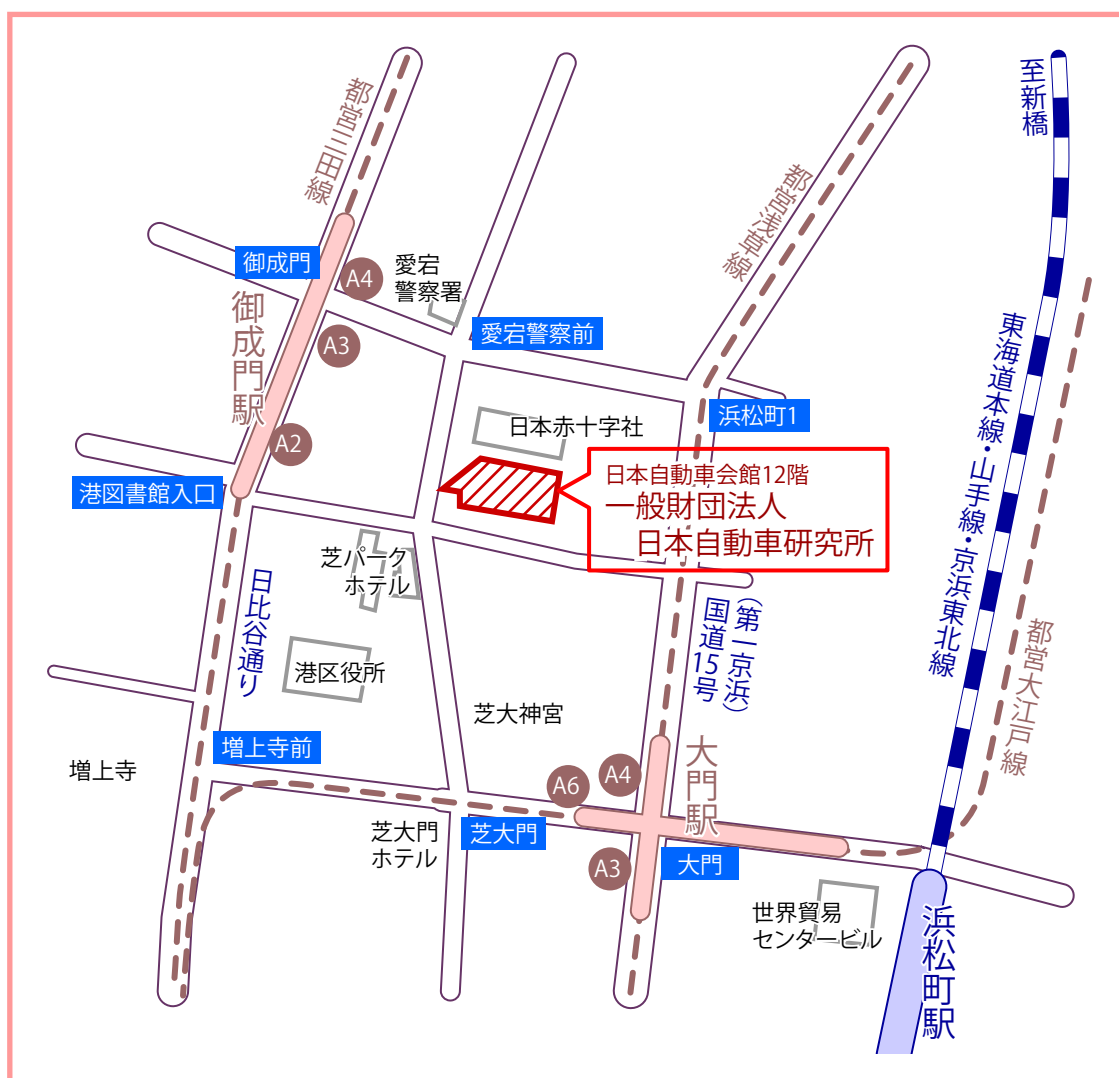 至新橋
都営三田線
都営浅草線
御成門
A4
愛宕
警察署
御成門駅
A3
愛宕警察前
浜松町1
日本赤十字社
A2
港図書館入口
日本自動車会館12階
一般財団法人
日本自動車研究所
東海道本線・山手線・京浜東北線
芝パーク
ホテル
日比谷通り
(第一京浜)
国道15号
都営大江戸線
港区役所
芝大神宮
増上寺前
増上寺
大門駅
A4
A6
芝大門
ホテル
芝大門
A3
大門
世界貿易
センタービル
浜松町駅